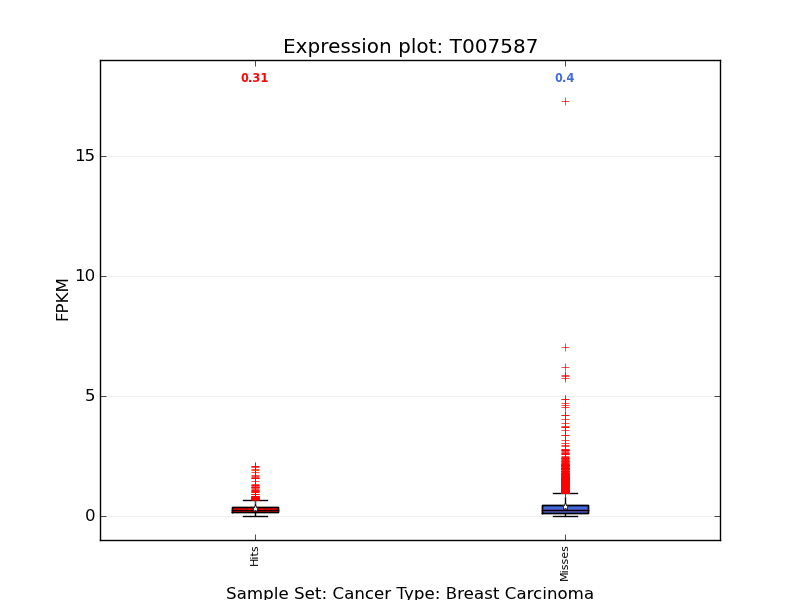 Expression plot: T007587
0.31 0.4
15
10
5
0
FPKM
Hits Misses
Sample Set: Cancer Type: Breast Carcinoma